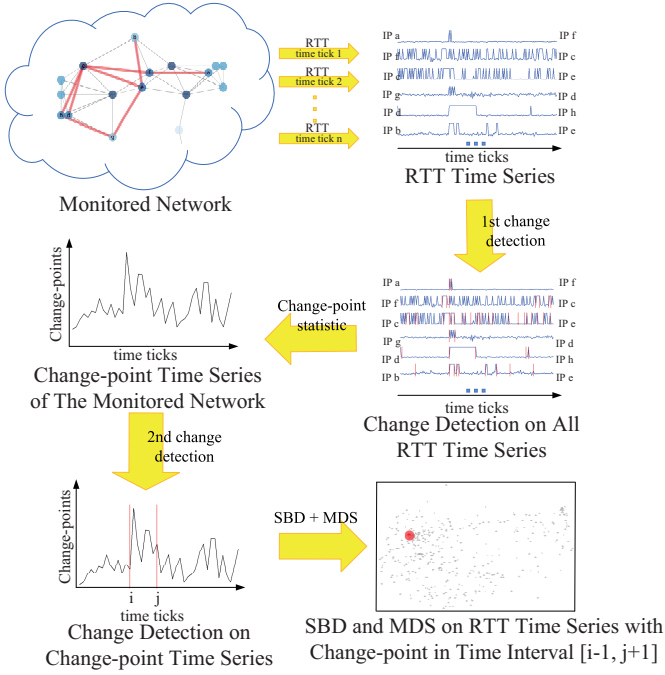 RTT
time tick 1
RTT
time tick 2
RTT
time tick n
Monitored Network
IP a
IP f
IP f
IP c
IP c
IP e
IP g
IP d
IP d
IP h
IP b
IP e
time ticks
RTT Time Series
1st change
detection
IP a
IP f
IP f
IP c
IP c
IP e
IP g
IP d
IP d
IP h
IP b
IP e
time ticks
Change Detection on All
RTT Time Series
Change-point
statistic
Change-points
time ticks
Change-point Time Series
of The Monitored Network
2nd change
detection
Change-points
i
j
time ticks
Change Detection on
Change-point Time Series
SBD + MDS
SBD and MDS on RTT Time Series with
Change-point in Time Interval [i-1, j+1]